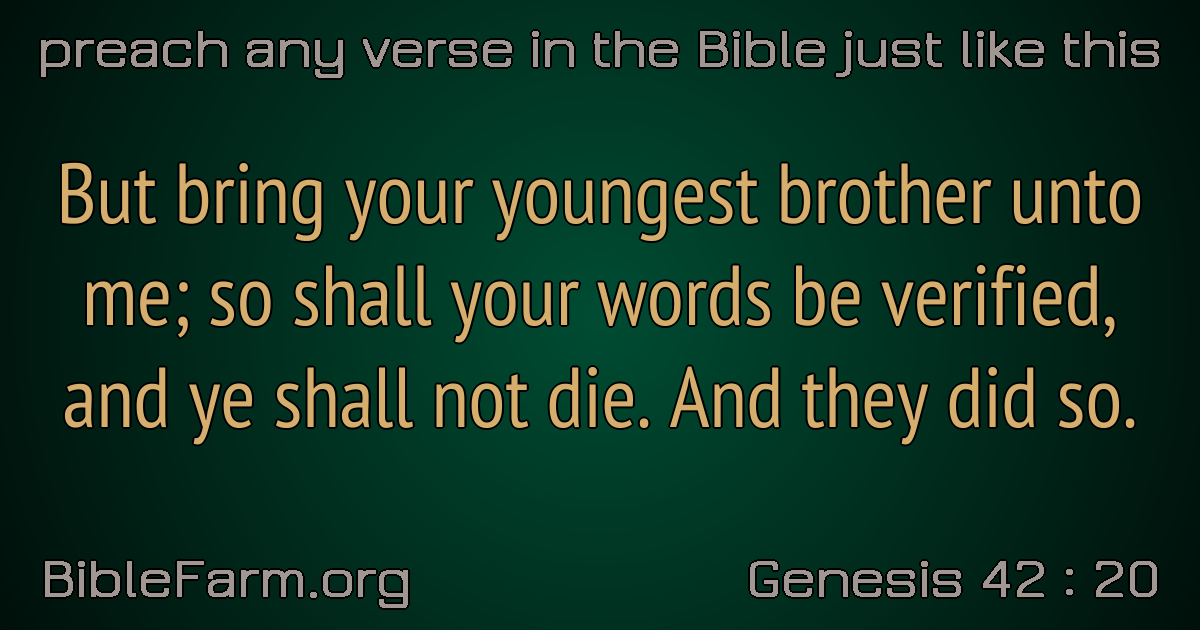 preach any verse in the Bible just like this
But bring your youngest brother unto
me; so shall your words be verified,
and ye shall not die. And they did so.
BibleFarm.org
Genesis 42 : 20